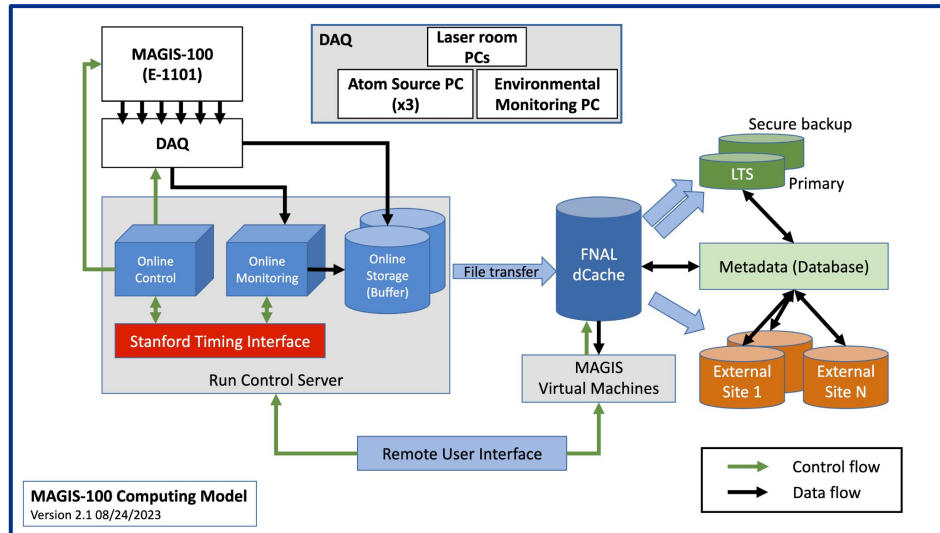 MAGIS-100
(E-1101)
DAQ
DAQ
Laser room
PCs
Atom Source PC
(x3)
Environmental
Monitoring PC
Online
Control
Online
Monitoring
Online
Storage
(Buffer)
Stanford Timing Interface
Run Control Server
File transfer
FNAL
dCache
Secure backup
LTS
Primary
Metadata (Database)
External
Site 1
External
Site N
MAGIS
Virtual Machines
Remote User Interface
Control flow
Data flow
MAGIS-100 Computing Model
Version 2.1 08/24/2023